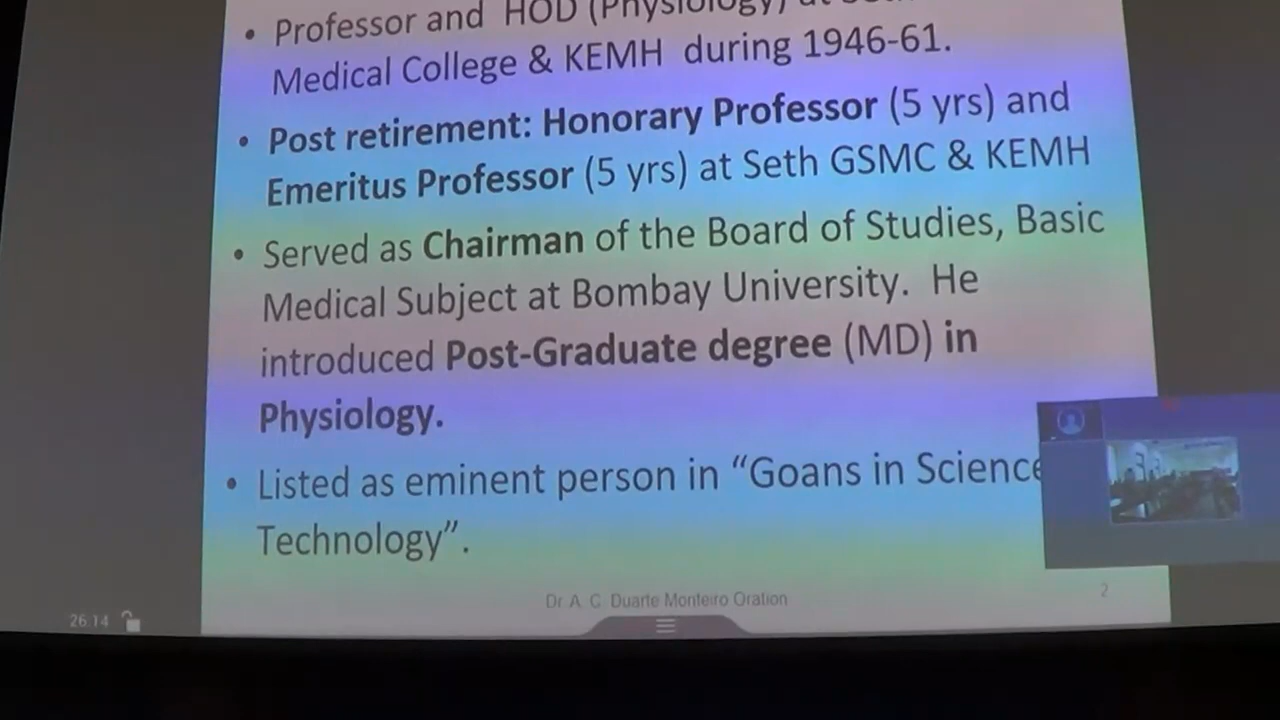 • Professor and HOD (Physiology) at Seth
Medical College & KEMH during 1946-61.
• Post retirement: Honorary Professor (5 yrs) and
Emeritus Professor (5 yrs) at Seth GSMC & KEMH
• Served as Chairman of the Board of Studies, Basic
Medical Subject at Bombay University. He
introduced Post-Graduate degree (MD) in
Physiology.
• Listed as eminent person in “Goans in Science
Technology”.
Dr. A. C. Duarte Monteiro Oration
2
26:14